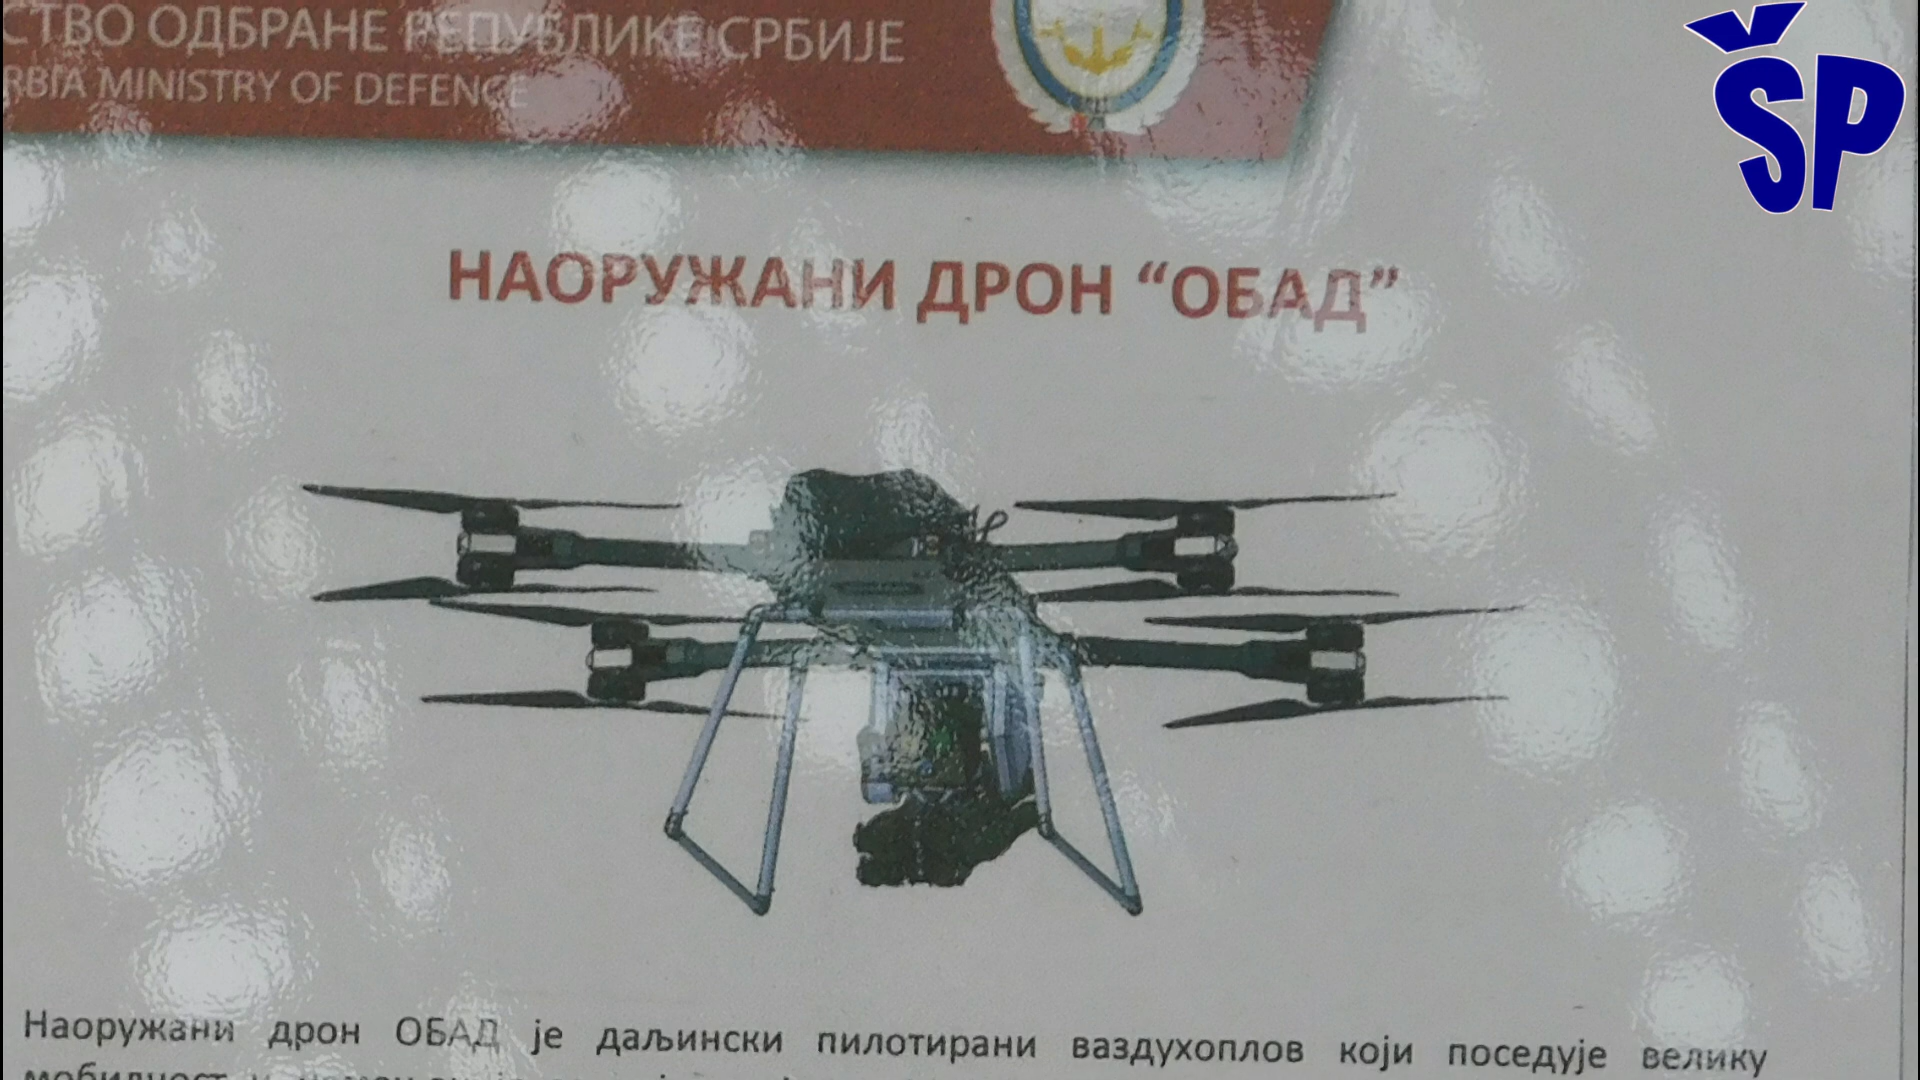 СТВО ОДБРАНЕ РЕПУБЛИКЕ СРБИЈЕ
RBIA MINISTRY OF DEFENCE
ŠP
НАОРУЖАНИ ДРОН “ОБАД”
Наоружани дрон ОБАД је даљински пилотирани ваздухоплов који поседује велику